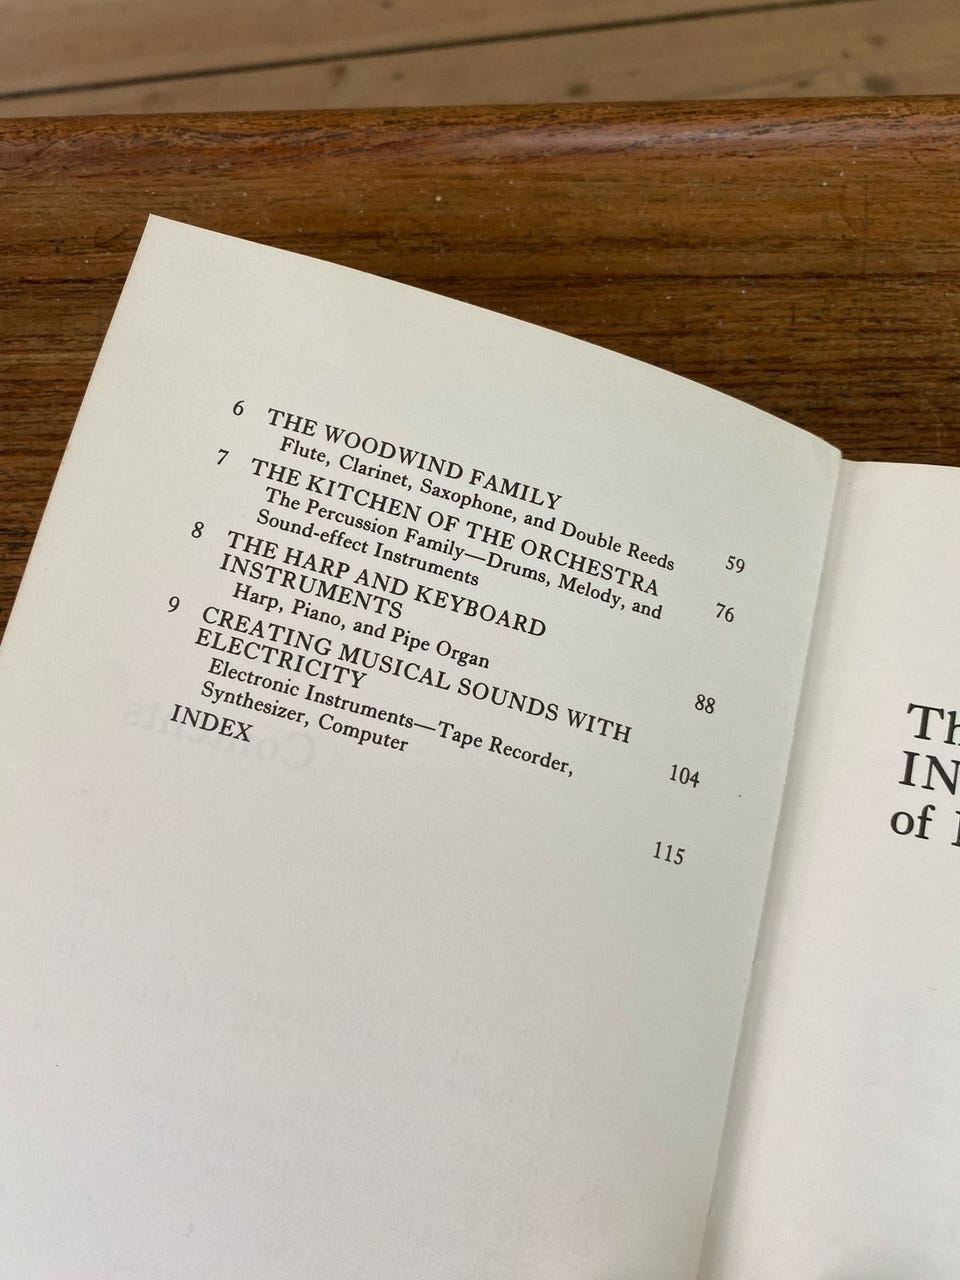 6 THE WOODWIND FAMILY
Flute, Clarinet, Saxophone, and Double Reeds 59
7 THE KITCHEN OF THE ORCHESTRA
The Percussion Family—Drums, Melody, and
Sound-effect Instruments 76
8 THE HARP AND KEYBOARD
INSTRUMENTS
Harp, Piano, and Pipe Organ 88
9 CREATING MUSICAL SOUNDS WITH
ELECTRICITY
Electronic Instruments—Tape Recorder,
Synthesizer, Computer 104
INDEX 115
of